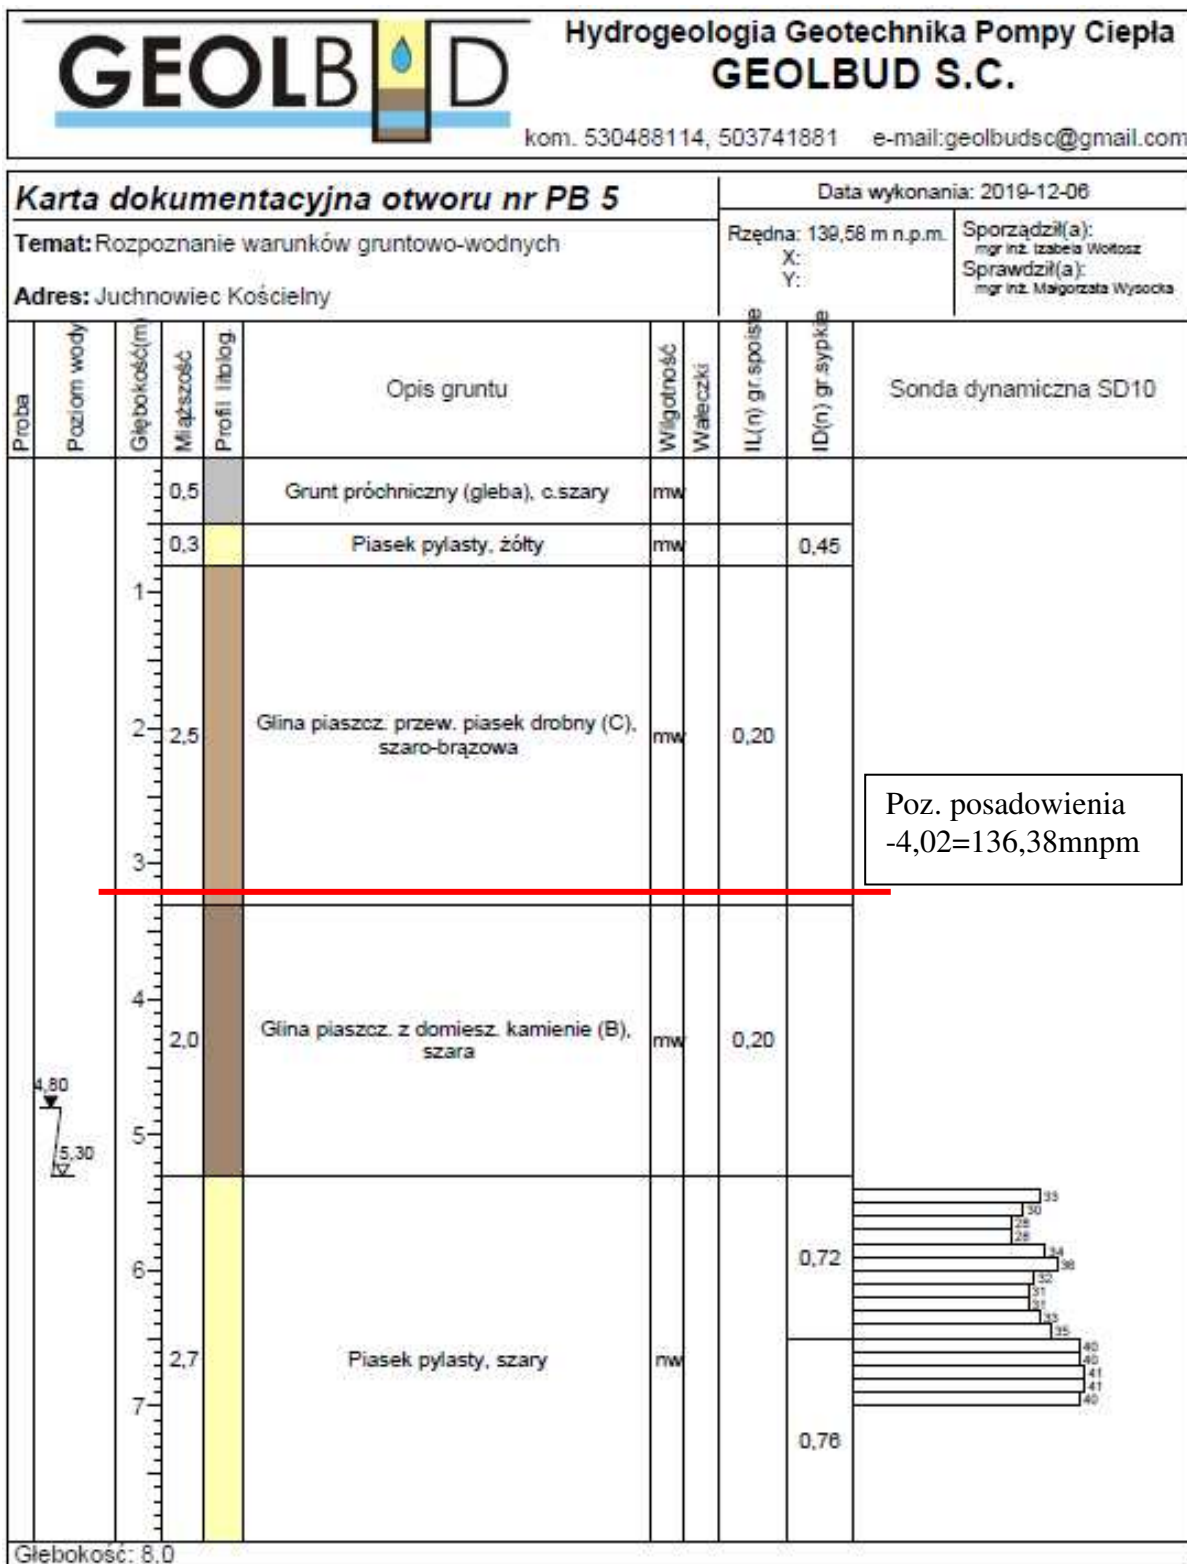 GEOLBUD
Hydrogeologia Geotechnika Pompy Ciepła
GEOLBUD S.C.
kom. 530488114, 503741881 e-mail:geolbudsc@gmail.com
Karta dokumentacyjna otworu nr PB 5
Data wykonania: 2019-12-06
Temat: Rozpoznanie warunków gruntowo-wodnych
Adres: Juchnowiec Kościelny
Rzędna: 139,58 m n.p.m.
X:
Y:
Sporządził(a):
mgr inż. Izabela Wołtosz
Sprawdził(a):
mgr inż. Małgorzata Wysocka
Proba
Poziom wody
Głębokość(m)
Miąższość
Profil litolog.
Opis gruntu
Wilgotność
Wałeczki
IL(n) gr.spoiste
ID(n) gr.sypkie
Sonda dynamiczna SD10
0,5 Grunt próchniczny (gleba), c.szary mw
0,3 Piasek pylasty, żółty mw 0,45
1
2
2,5 Glina piaszcz. przew. piasek drobny (C), mw 0,20
szaro-brązowa
Poz. posadowienia
-4,02=136,38mnpm
3
4
2,0 Glina piaszcz. z domiesz. kamienie (B), mw 0,20
szara
4,80
5
5,30
33
30
28
28
34
0,72
36
6
32
31
31
33
35
40
40
2,7 Piasek pylasty, szary nw
41
41
40
7
0,76
Głębokość: 8,0